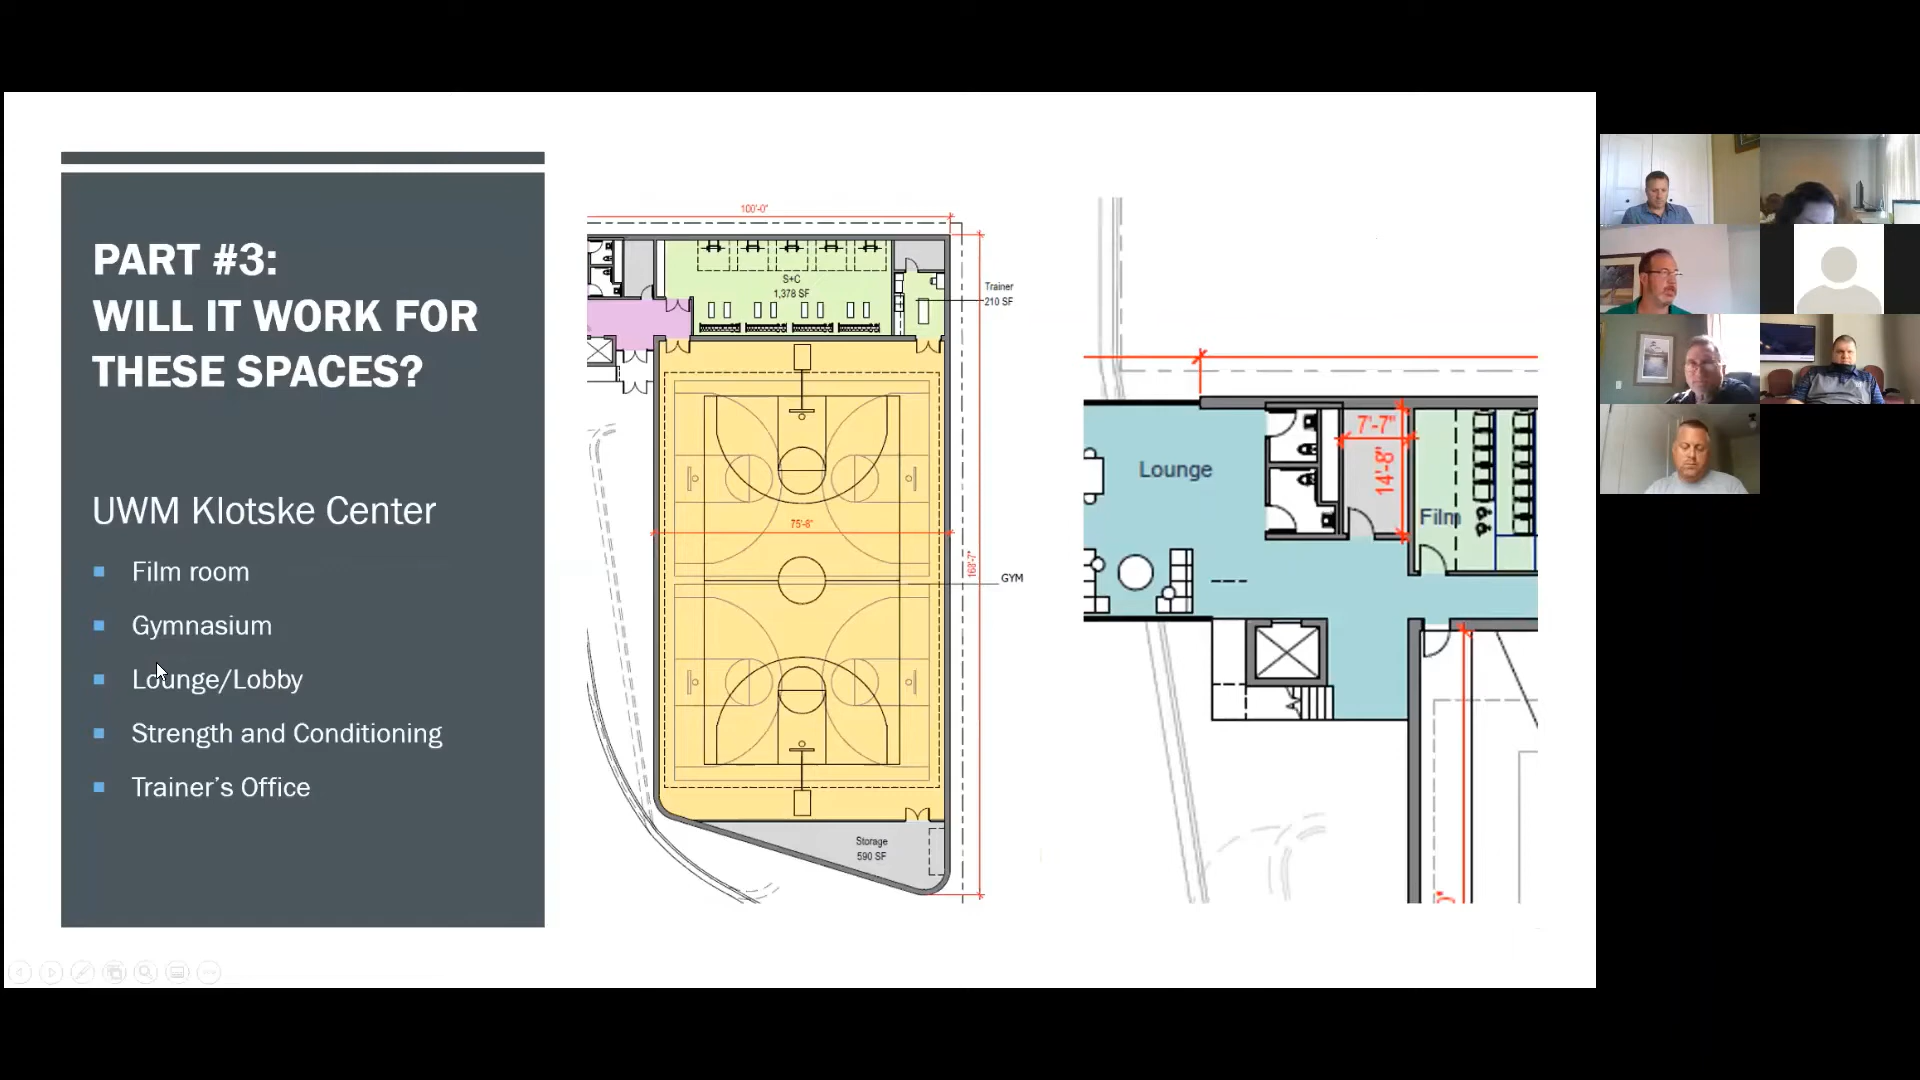 PART #3:
WILL IT WORK FOR
THESE SPACES?
UWM Klotske Center
Film room
Gymnasium
Lounge/Lobby
Strength and Conditioning
Trainer's Office
100'-0"
S+C
1,378 SF
Trainer
210 SF
75'-8"
168'-7"
GYM
Storage
590 SF
Lounge
7'-7"
14'-8"
Film